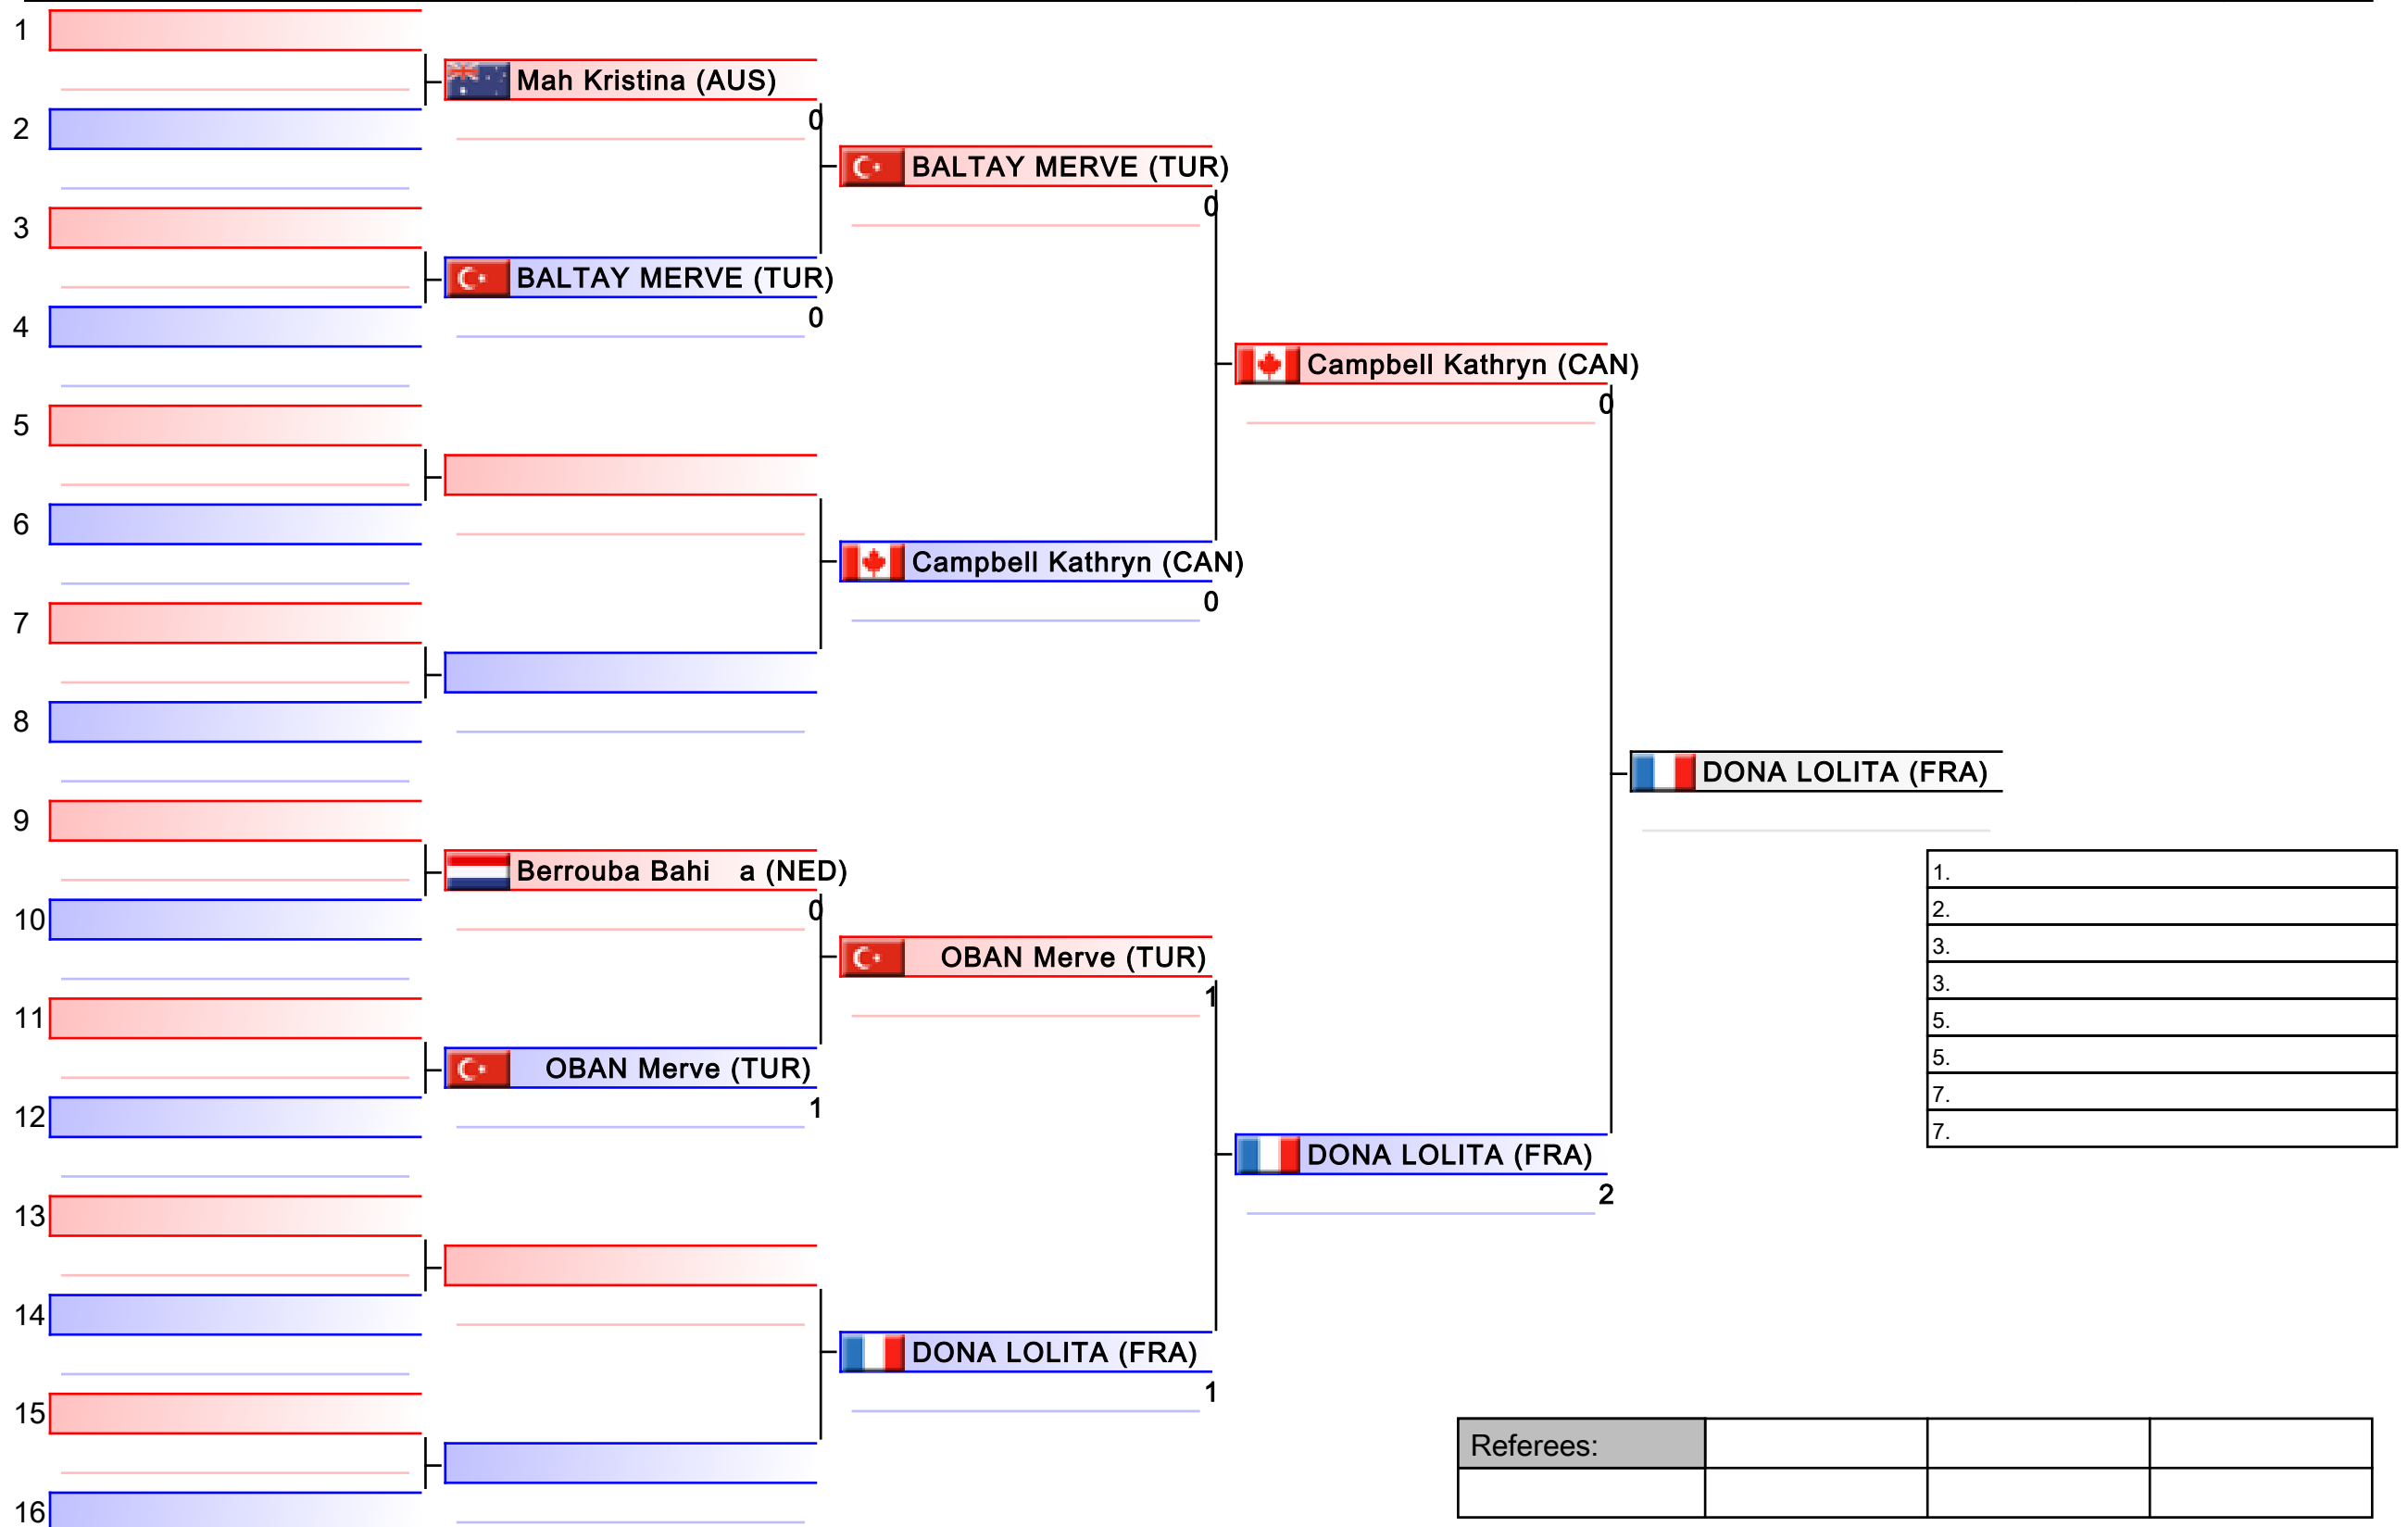 1
Mah Kristina (AUS)
0
2
BALTAY MERVE (TUR)
0
3
BALTAY MERVE (TUR)
0
4
Campbell Kathryn (CAN)
0
5
6
Campbell Kathryn (CAN)
0
7
8
DONA LOLITA (FRA)
9
Berrouba Bahi a (NED)
0
10
OBAN Merve (TUR)
1
11
OBAN Merve (TUR)
1
12
DONA LOLITA (FRA)
2
13
14
DONA LOLITA (FRA)
1
15
16
1.
2.
3.
3.
5.
5.
7.
7.
Referees: